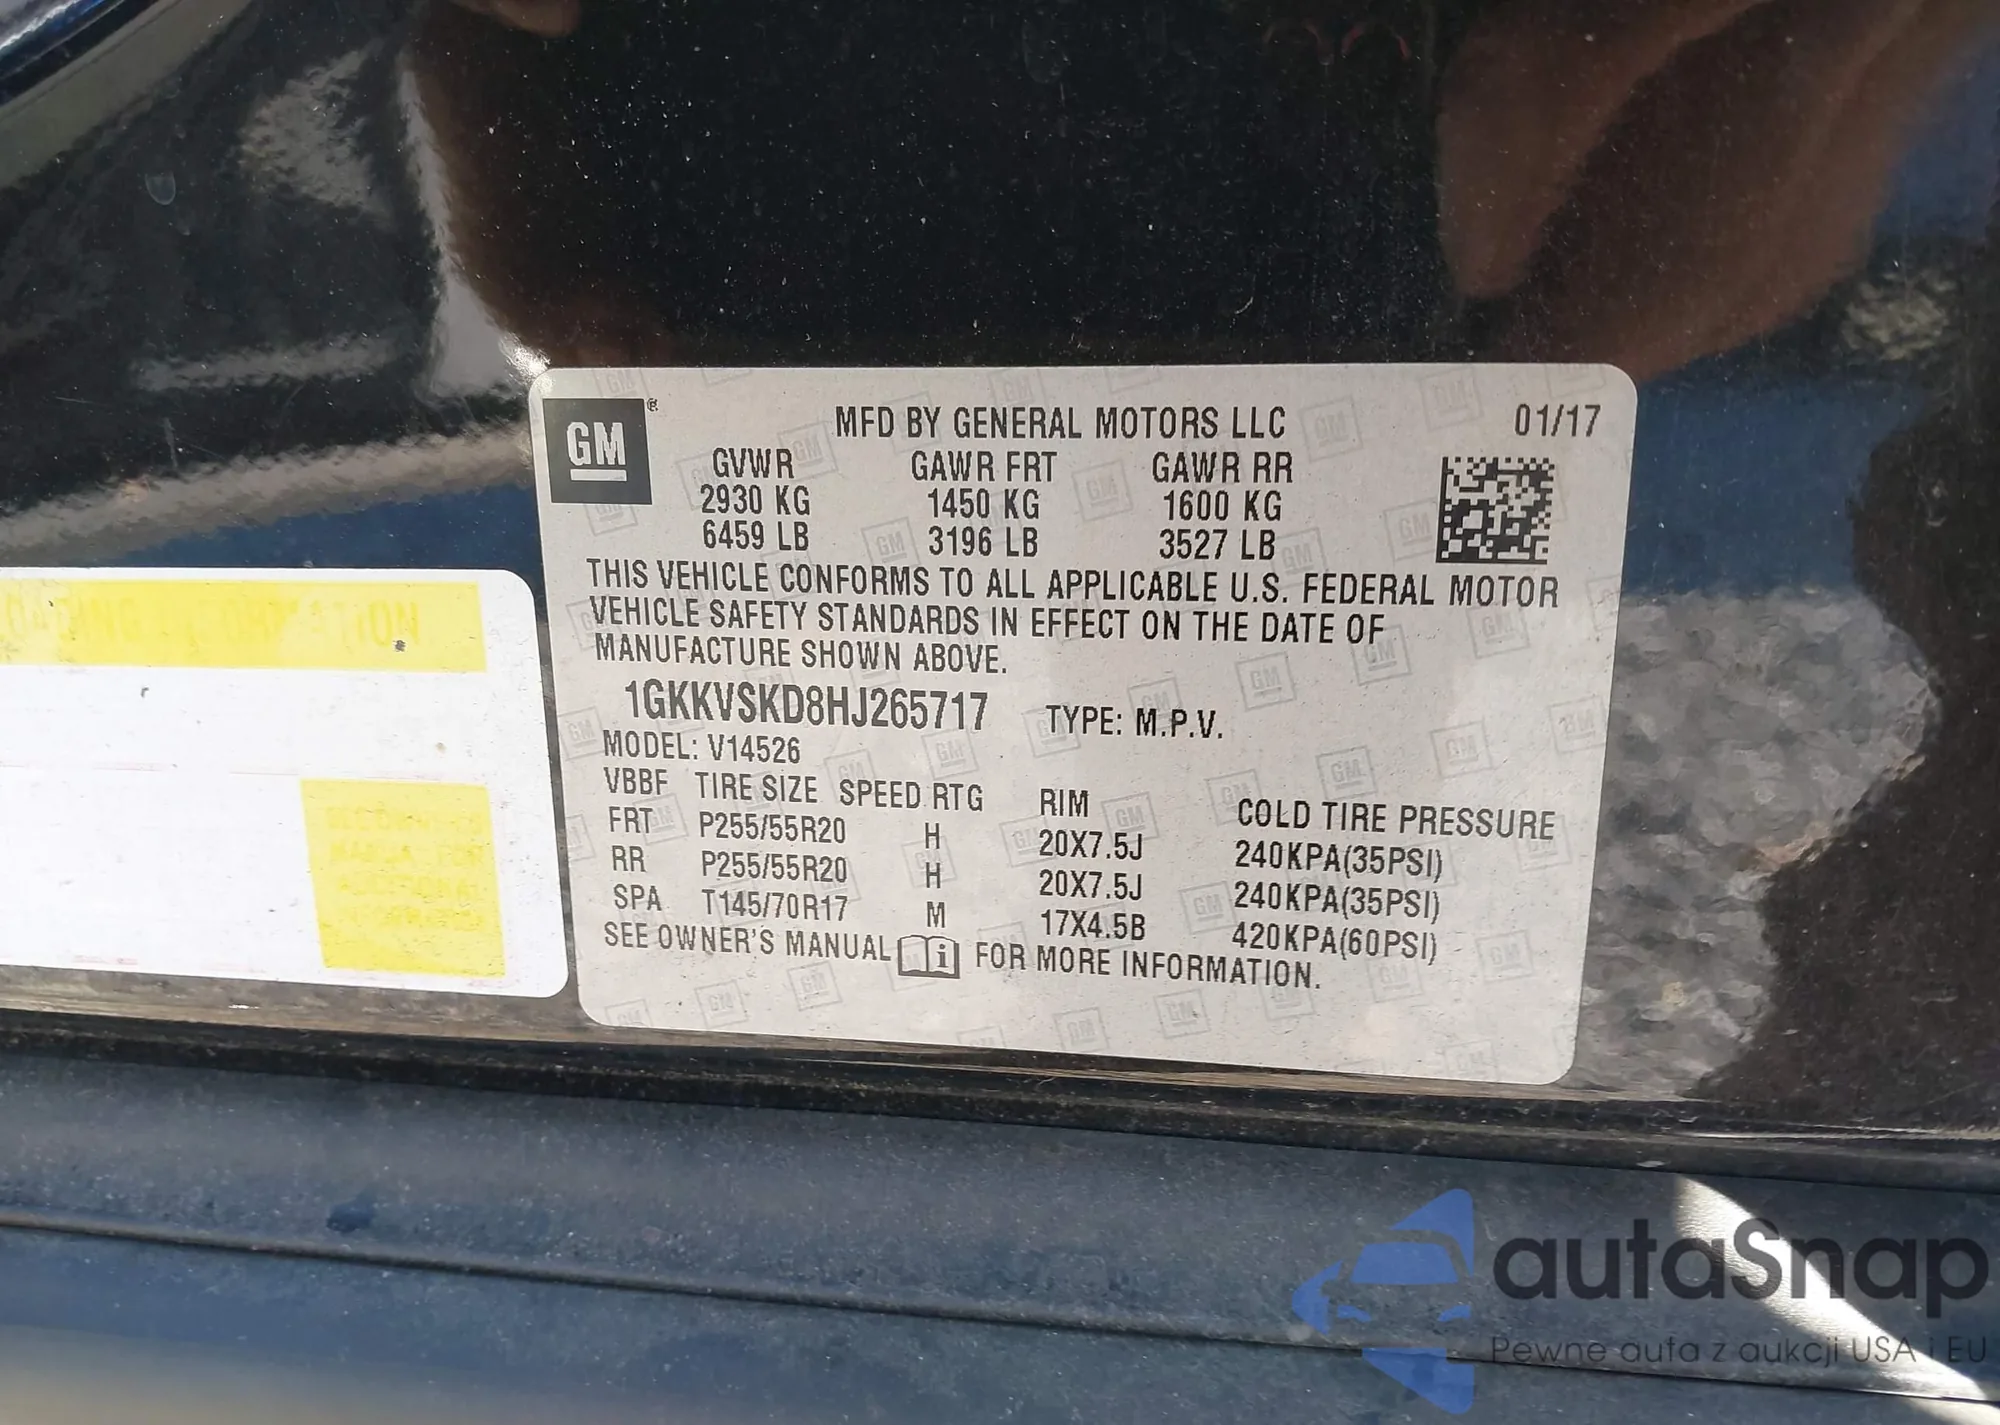 GM
MFD BY GENERAL MOTORS LLC 01/17
GVWR GAWR FRT GAWR RR
2930 KG 1450 KG 1600 KG
6459 LB 3196 LB 3527 LB
THIS VEHICLE CONFORMS TO ALL APPLICABLE U.S. FEDERAL MOTOR
VEHICLE SAFETY STANDARDS IN EFFECT ON THE DATE OF
MANUFACTURE SHOWN ABOVE.
1GKKVSKD8HJ265717 TYPE: M.P.V.
MODEL: V14526
VBBF TIRE SIZE SPEED RTG RIM COLD TIRE PRESSURE
FRT P255/55R20 H 20X7.5J 240KPA(35PSI)
RR P255/55R20 H 20X7.5J 240KPA(35PSI)
SPA T145/70R17 M 17X4.5B 420KPA(60PSI)
SEE OWNER'S MANUAL FOR MORE INFORMATION.
autaSnap
Pewne auta z aukcji USA i EU